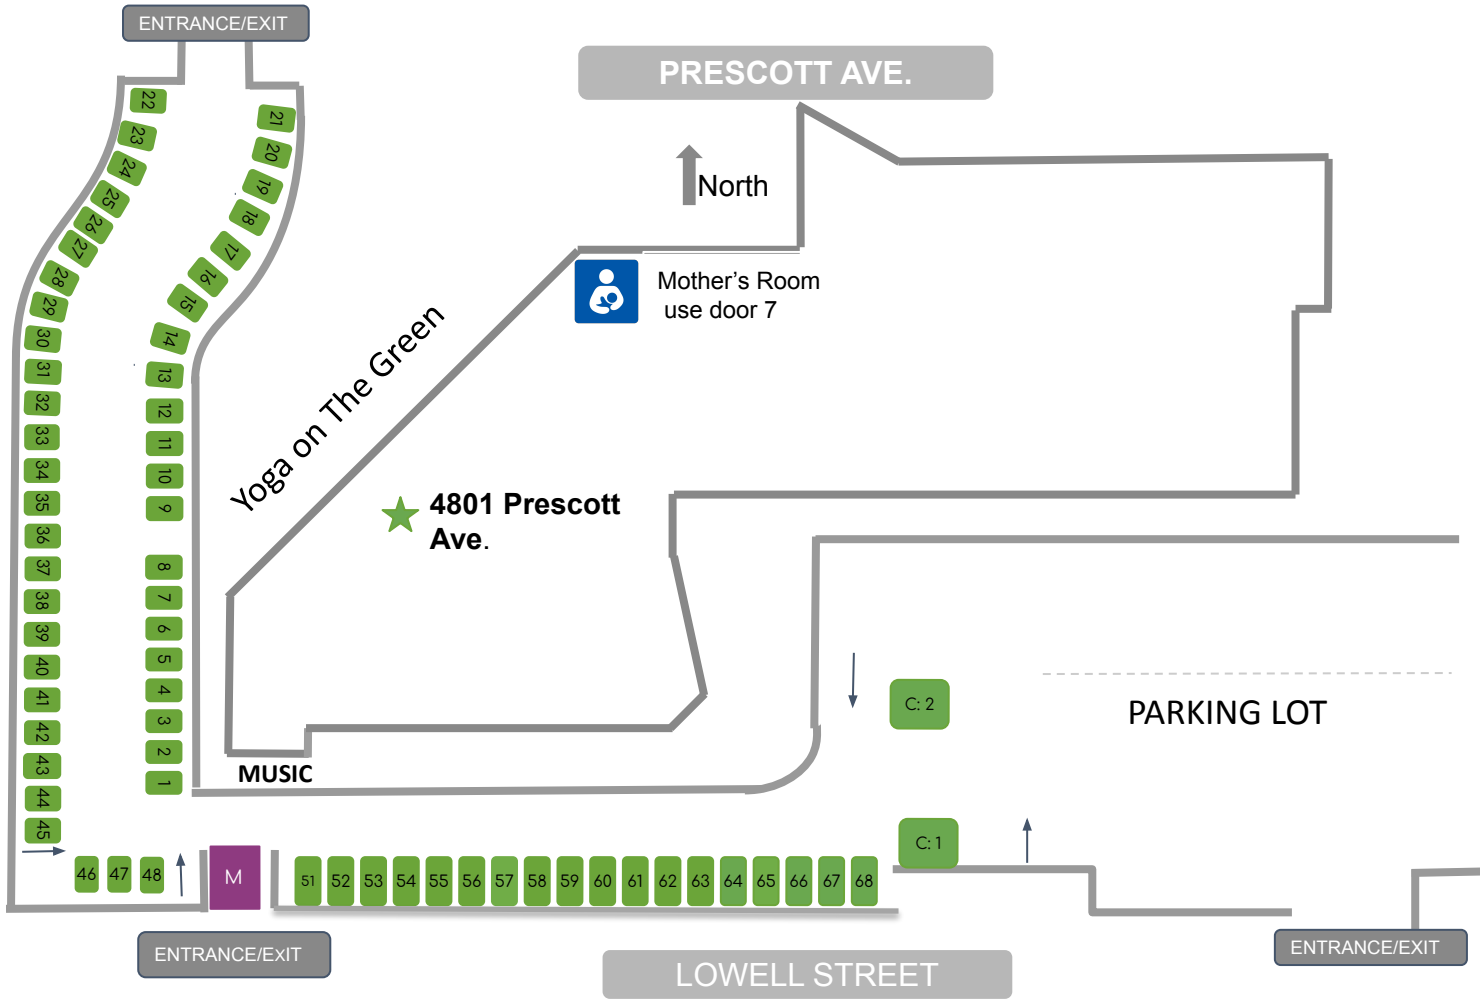 ENTRANCE/EXIT
PRESCOTT AVE.
North
Mother's Room
use door 7
Yoga on The Green
4801 Prescott
Ave.
MUSIC
PARKING LOT
22
23
24
25
26
27
28
29
30
31
32
33
34
35
36
37
38
39
40
41
42
43
44
45
21
20
19
18
17
16
15
14
13
12
11
10
9
8
7
6
5
4
3
2
1
C: 2
C: 1
46 47 48 M 51 52 53 54 55 56 57 58 59 60 61 62 63 64 65 66 67 68
ENTRANCE/EXIT
LOWELL STREET
ENTRANCE/EXIT